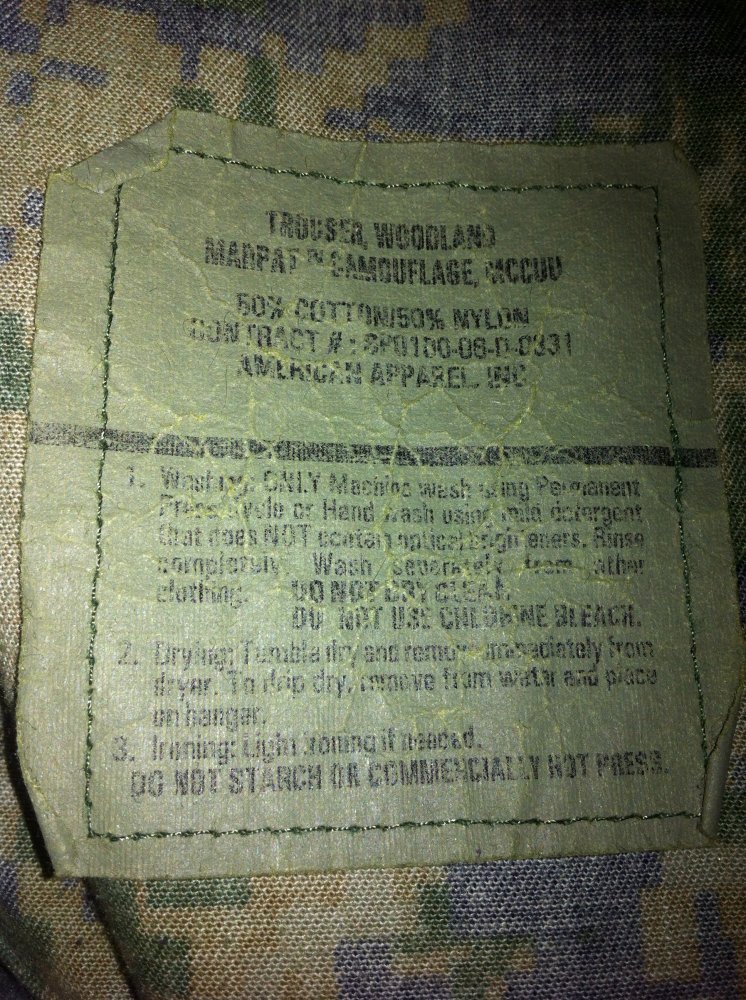 TROUSER, WOODLAND
MARPAT™ CAMOUFLAGE, MCCUU
50% COTTON/50% NYLON
CONTRACT #: SP0100-06-D-0331
AMERICAN APPAREL, INC
1. Washing: ONLY Machine wash using Permanent
Press cycle or Hand wash using mild detergent
that does NOT contain optical brighteners. Rinse
completely. Wash separately from other
clothing. DO NOT DRY CLEAN.
DO NOT USE CHLORINE BLEACH.
2. Drying: Tumble dry and remove immediately from
dryer. To drip dry, remove from water and place
on hanger.
3. Ironing: Light ironing if needed.
DO NOT STARCH OR COMMERCIALLY HOT PRESS.